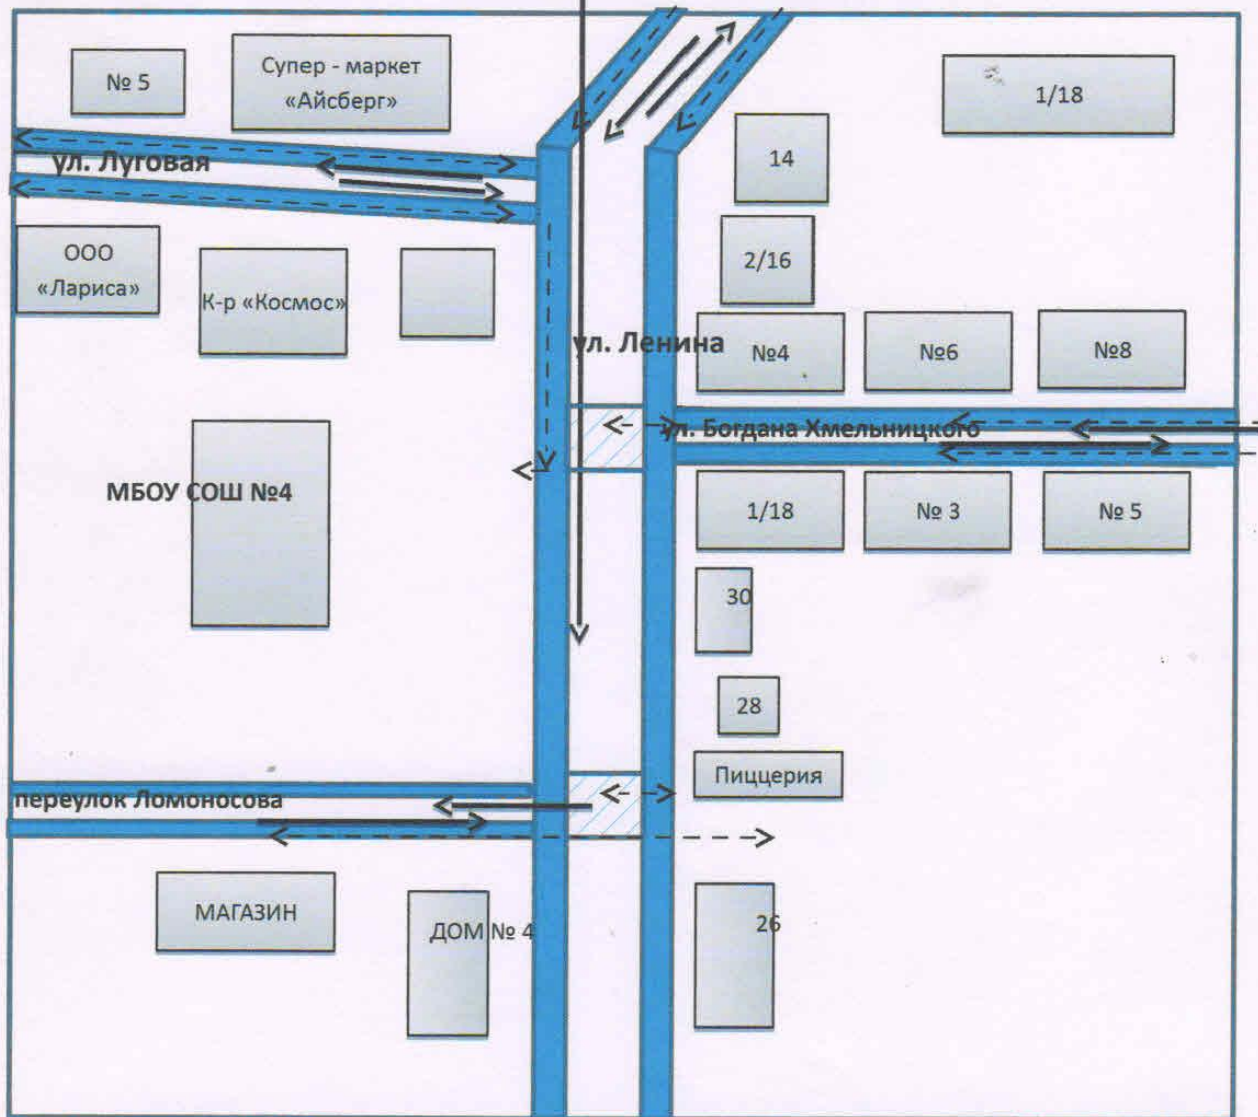 № 5
Супер - маркет
«Айсберг»
1/18
ул. Луговая
14
ООО
«Лариса»
К-р «Космос»
2/16
ул. Ленина
№4
№6
№8
ул. Богдана Хмельницкого
МБОУ СОШ №4
1/18
№ 3
№ 5
30
28
Пиццерия
переулок Ломоносова
МАГАЗИН
ДОМ № 4
26